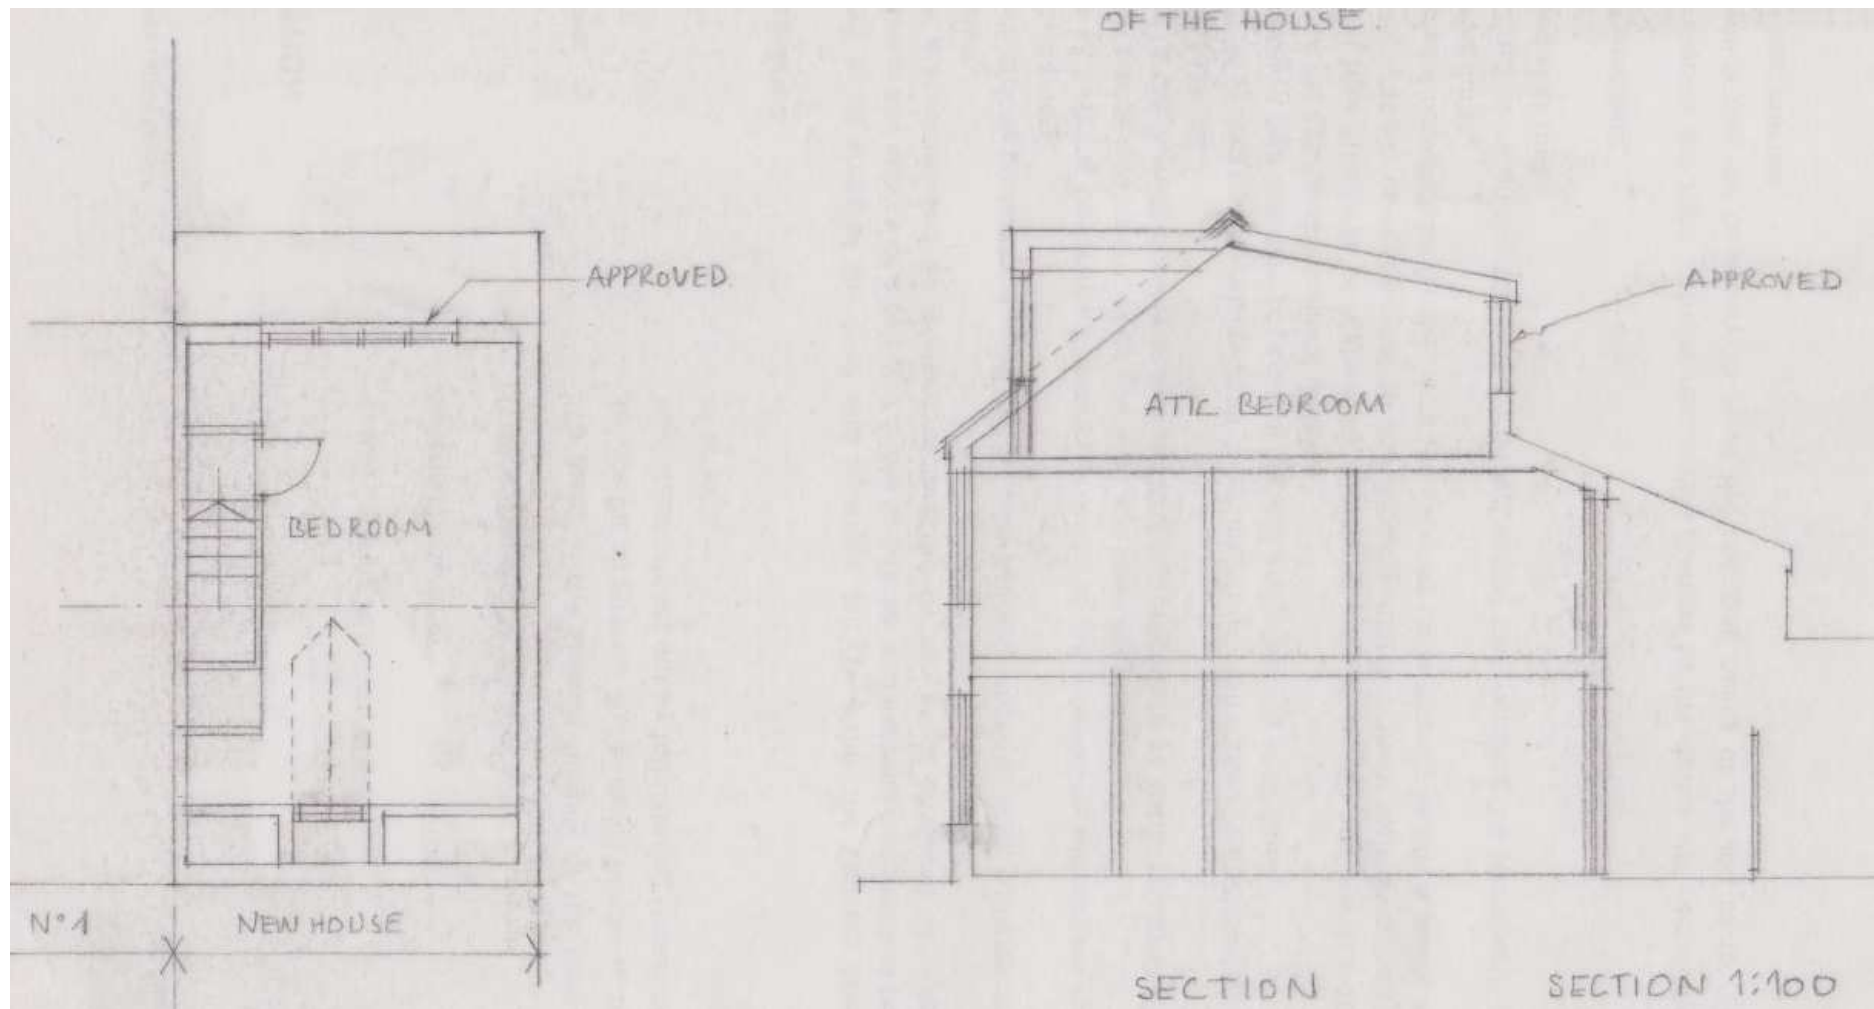 OF THE HOUSE.
APPROVED.
APPROVED
ATIC BEDROOM
BEDROOM
N°1
NEW HOUSE
SECTION
SECTION 1:100